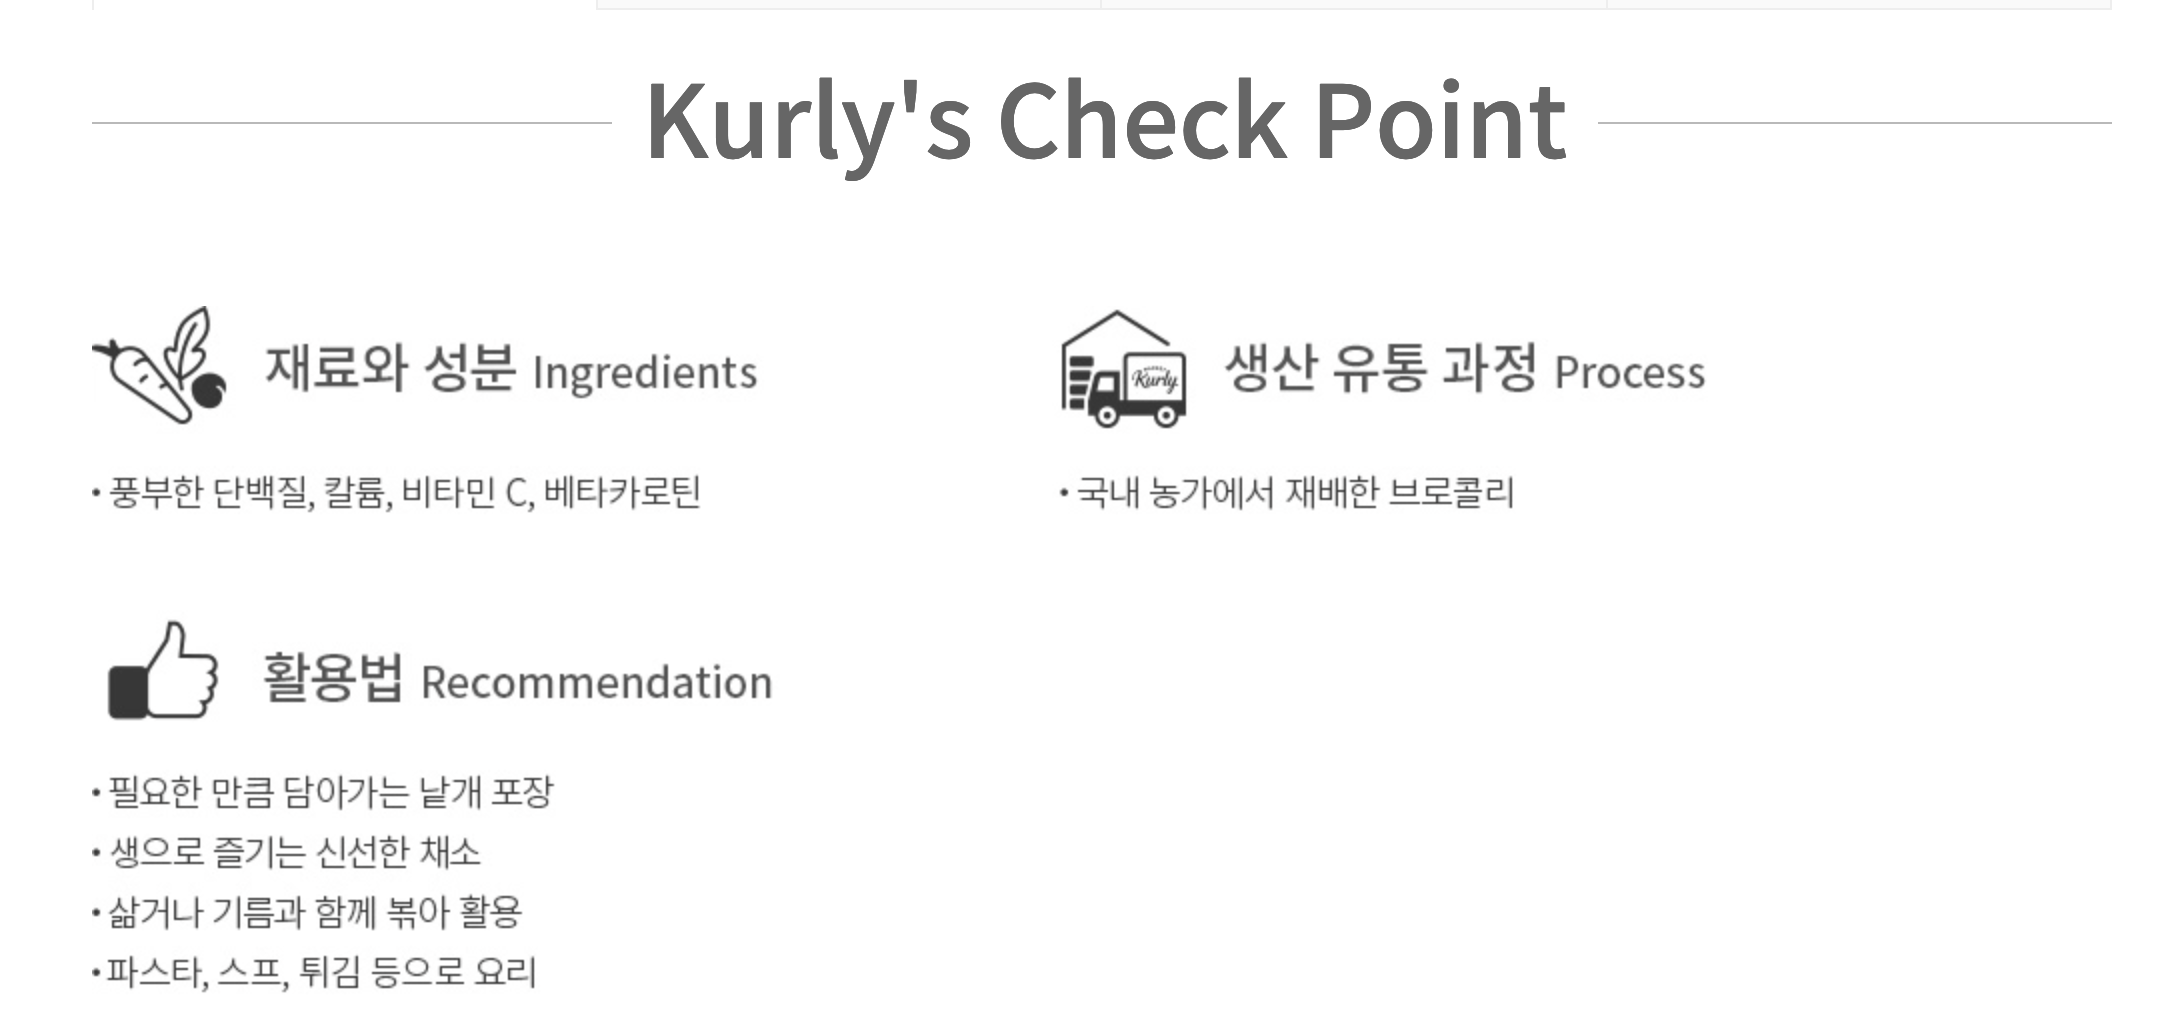 Kurly's Check Point
재료와 성분 Ingredients
• 풍부한 단백질, 칼륨, 비타민 C, 베타카로틴
Kurly
생산 유통 과정 Process
• 국내 농가에서 재배한 브로콜리
활용법 Recommendation
• 필요한 만큼 담아가는 낱개 포장
• 생으로 즐기는 신선한 채소
• 삶거나 기름과 함께 볶아 활용
• 파스타, 스프, 튀김 등으로 요리